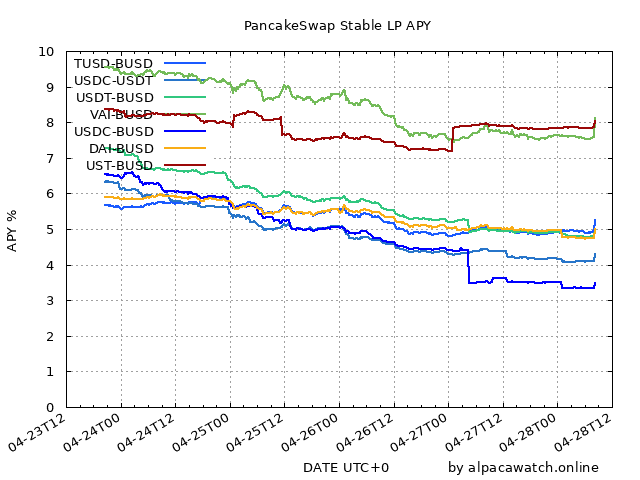 PancakeSwap Stable LP APY
APY %
10
9
8
7
6
5
4
3
2
1
0
TUSD-BUSD
USDC-USDT
USDT-BUSD
VAI-BUSD
USDC-BUSD
DAI-BUSD
UST-BUSD
04-23T12
04-24T00
04-24T12
04-25T00
04-25T12
04-26T00
04-26T12
04-27T00
04-27T12
04-28T00
04-28T12
DATE UTC+0
by alpacawatch.online